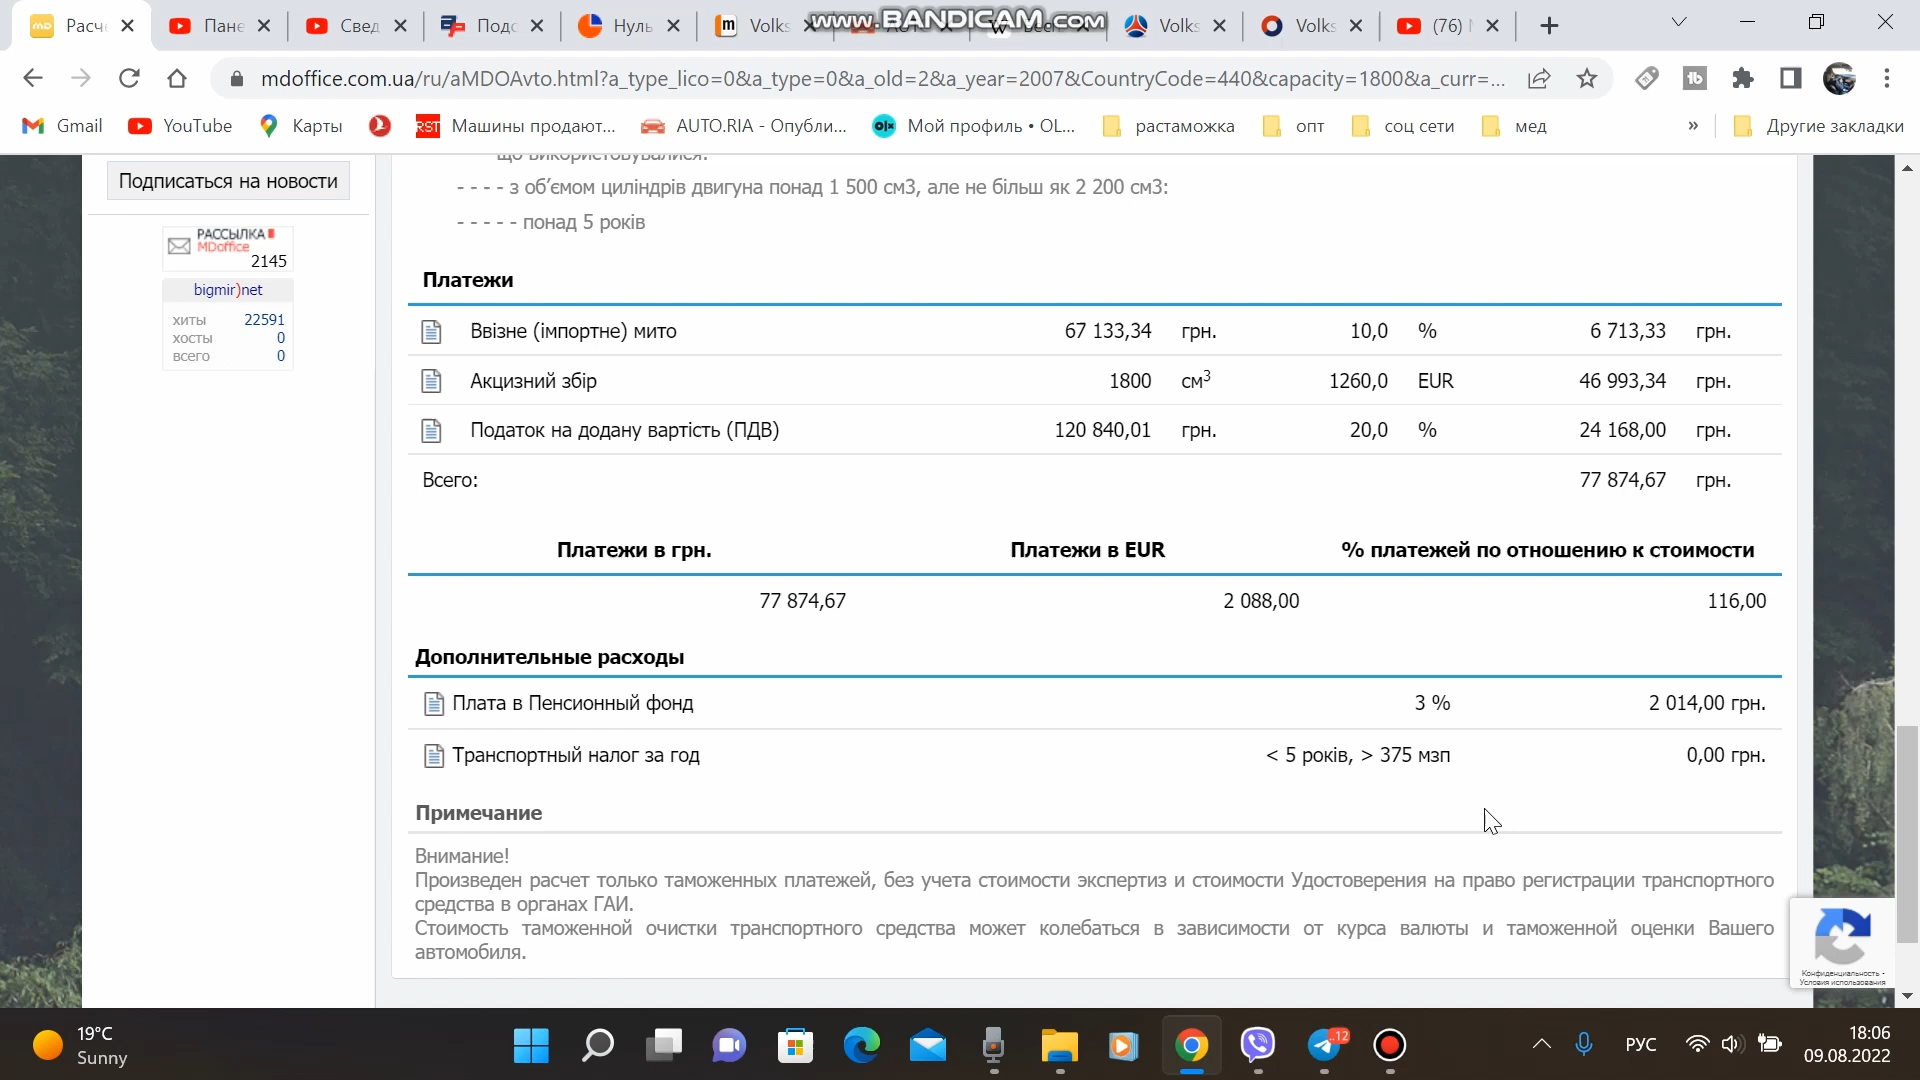 www.BANDICAM.com
Расч
Пане
Свед
Подс
Нуль
Volks
Volks
Volks
(76)
mdoffice.com.ua/ru/aMDOAvto.html?a_type_lico=0&a_type=0&a_old=2&a_year=2007&CountryCode=440&capacity=1800&a_curr=...
Gmail
YouTube
Карты
RST
Машины продают...
AUTO.RIA - Опубли...
olx
Мой профиль • OL...
растаможка
опт
соц сети
мед
»
Другие закладки
Подписаться на новости
РАССЫЛКА
MDoffice
2145
bigmir)net
хиты 22591
хосты 0
всего 0
що використовувалися:
- - - - з об’ємом циліндрів двигуна понад 1 500 см3, але не більш як 2 200 см3:
- - - - - понад 5 років
Платежи
Ввізне (імпортне) мито 67 133,34 грн. 10,0 % 6 713,33 грн.
Акцизний збір 1800 см3 1260,0 EUR 46 993,34 грн.
Податок на додану вартість (ПДВ) 120 840,01 грн. 20,0 % 24 168,00 грн.
Всего: 77 874,67 грн.
Платежи в грн. Платежи в EUR % платежей по отношению к стоимости
77 874,67 2 088,00 116,00
Дополнительные расходы
Плата в Пенсионный фонд 3 % 2 014,00 грн.
Транспортный налог за год < 5 років, > 375 мзп 0,00 грн.
Примечание
Внимание!
Произведен расчет только таможенных платежей, без учета стоимости экспертиз и стоимости Удостоверения на право регистрации транспортного
средства в органах ГАИ.
Стоимость таможенной очистки транспортного средства может колебаться в зависимости от курса валюты и таможенной оценки Вашего
автомобиля.
Конфиденциальность -
Условия использования
19°C
Sunny
12
РУС
18:06
09.08.2022